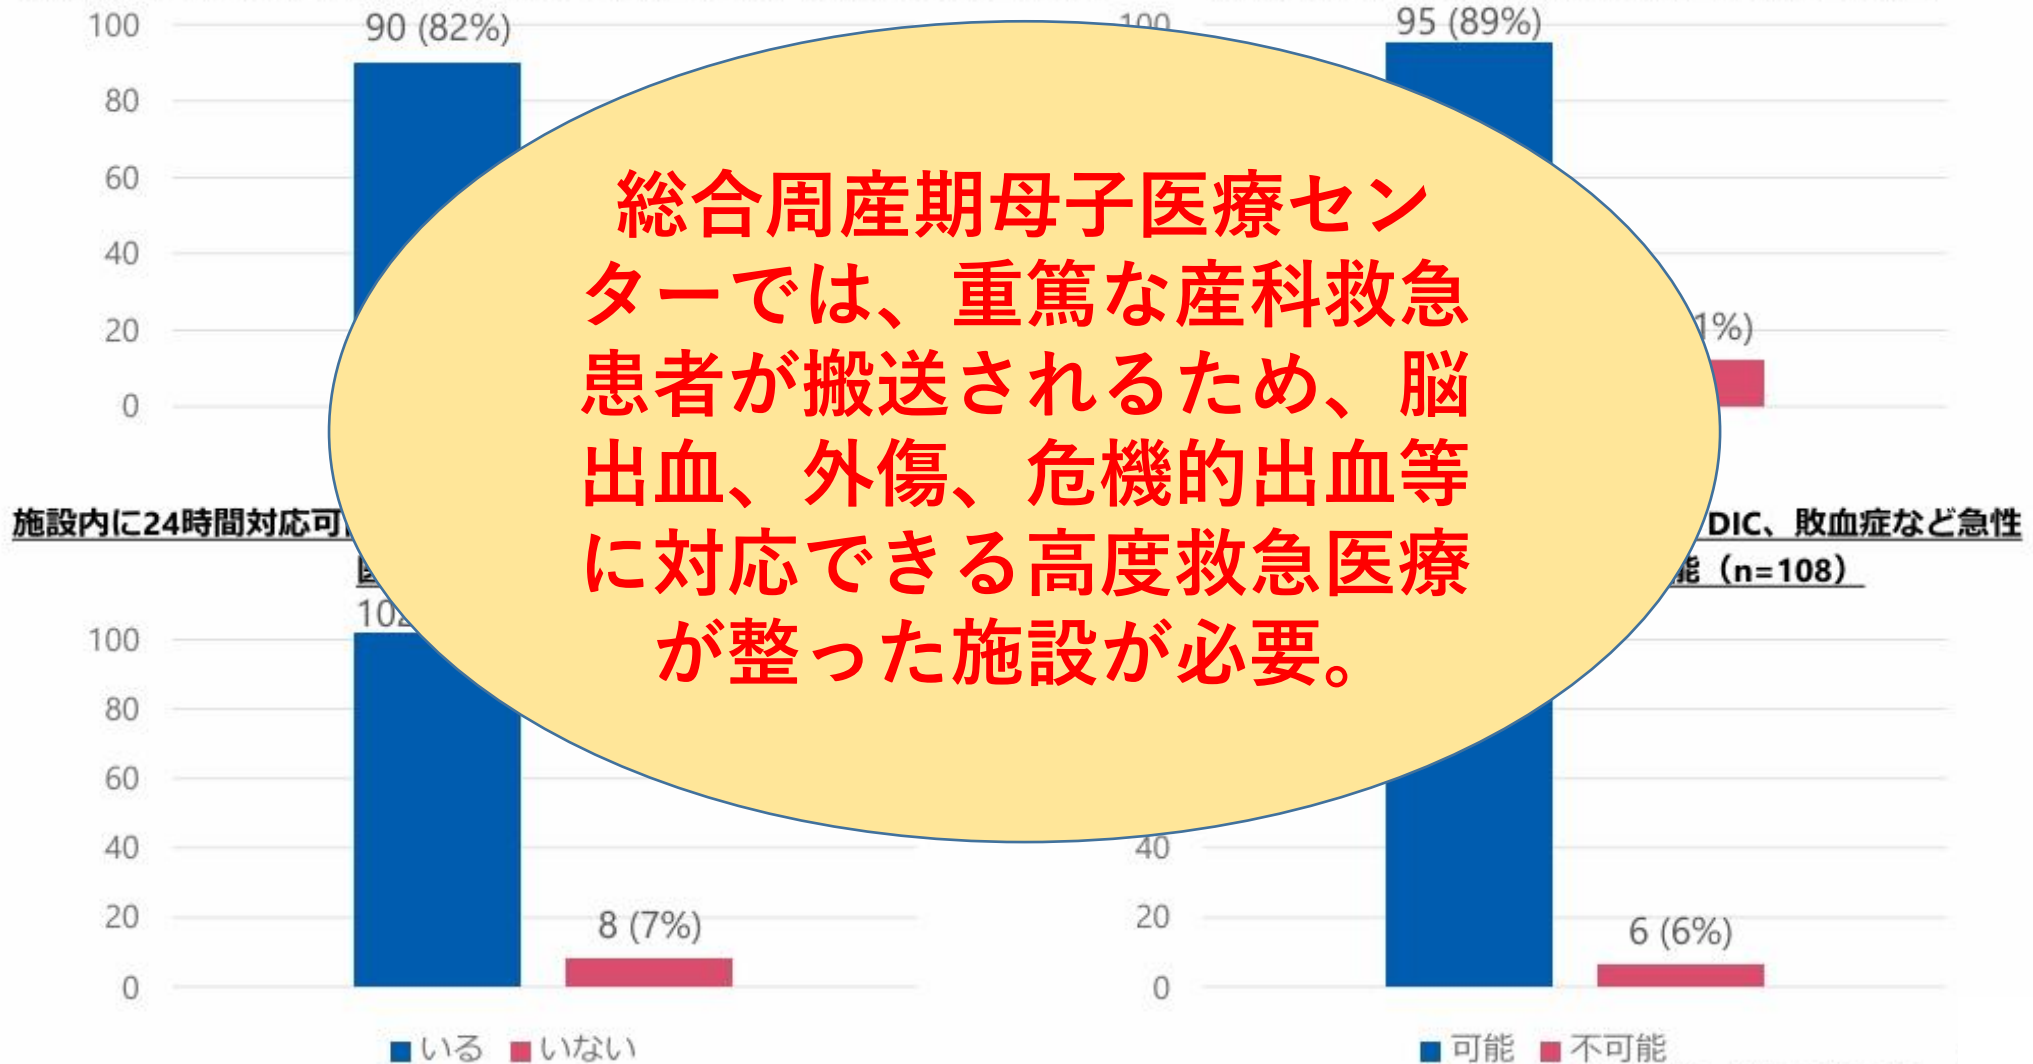 100
90 (82%)
80
60
40
20
0
100
95 (89%)
1%)
総合周産期母子医療セン
ターでは、重篤な産科救急
患者が搬送されるため、脳
出血、外傷、危機的出血等
に対応できる高度救急医療
が整った施設が必要。
施設内に24時間対応可
DIC、敗血症など急性
能（n=108）
102
100
80
60
40
20
0
8 (7%)
40
20
0
6 (6%)
いる いない
可能 不可能